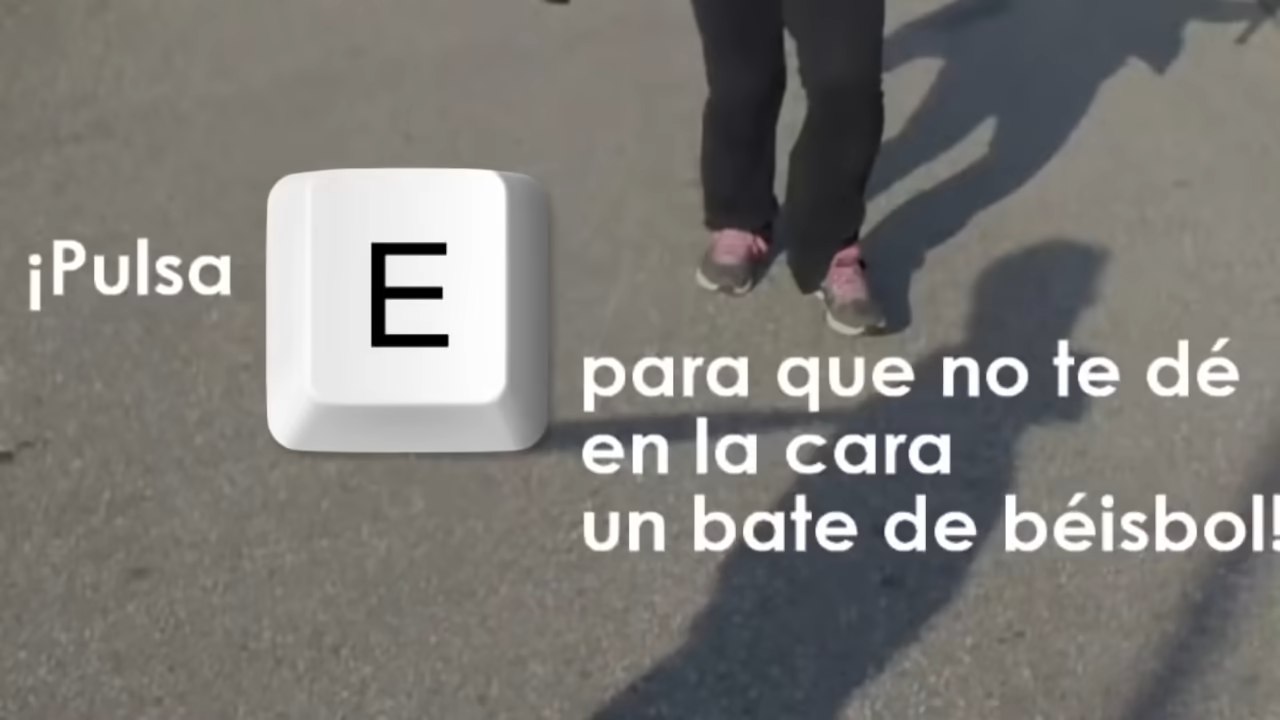 ¡Pulsa
E
para que no te dé
en la cara
un bate de béisbol!